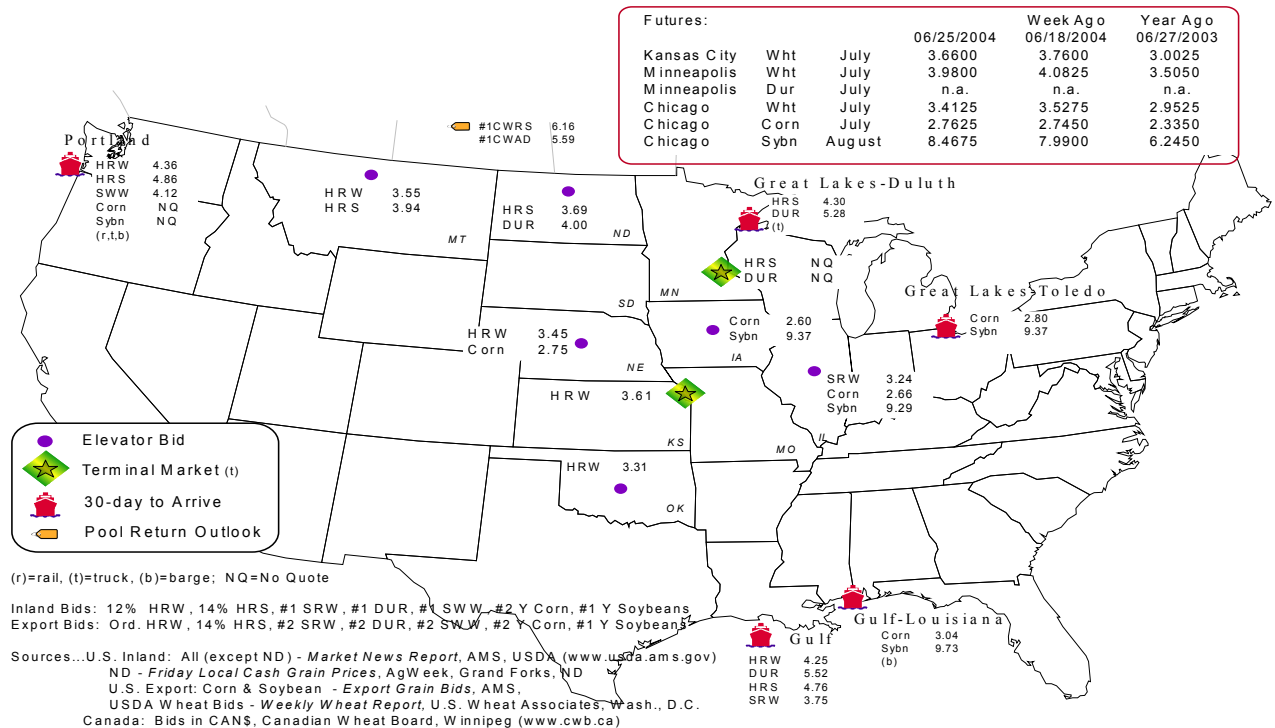 Futures: Week Ago Year Ago
06/25/2004 06/18/2004 06/27/2003
Kansas City Wht July 3.6600 3.7600 3.0025
Minneapolis Wht July 3.9800 4.0825 3.5050
Minneapolis Dur July n.a. n.a. n.a.
Chicago Wht July 3.4125 3.5275 2.9525
Chicago Corn July 2.7625 2.7450 2.3350
Chicago Sybn August 8.4675 7.9900 6.2450
#1CWRS 6.16
#1CWAD 5.59
Portland
HRW 4.36
HRS 4.86
SWW 4.12
Corn NQ
Sybn NQ
(r,t,b)
HRW 3.55
HRS 3.94
MT
HRS 3.69
DUR 4.00
ND
Great Lakes-Duluth
HRS 4.30
DUR 5.28
(t)
HRS NQ
DUR NQ
MN
SD
Great Lakes-Toledo
Corn 2.80
Sybn 9.37
Corn 2.60
Sybn 9.37
IA
HRW 3.45
Corn 2.75
NE
SRW 3.24
Corn 2.66
Sybn 9.29
IL
HRW 3.61
KS
MO
HRW 3.31
OK
Elevator Bid
Terminal Market (t)
30-day to Arrive
Pool Return Outlook
(r)=rail, (t)=truck, (b)=barge; NQ=No Quote
Inland Bids: 12% HRW, 14% HRS, #1 SRW, #1 DUR, #1 SWW, #2 Y Corn, #1 Y Soybeans
Export Bids: Ord. HRW, 14% HRS, #2 SRW, #2 DUR, #2 SWW, #2 Y Corn, #1 Y Soybeans
Gulf-Louisiana
Corn 3.04
Sybn 9.73
(b)
Gulf
HRW 4.25
DUR 5.52
HRS 4.76
SRW 3.75
Sources...U.S. Inland: All (except ND) - Market News Report, AMS, USDA (www.usda.ams.gov)
ND - Friday Local Cash Grain Prices, AgWeek, Grand Forks, ND
U.S. Export: Corn & Soybean - Export Grain Bids, AMS,
USDA Wheat Bids - Weekly Wheat Report, U.S. Wheat Associates, Wash., D.C.
Canada: Bids in CAN$, Canadian Wheat Board, Winnipeg (www.cwb.ca)